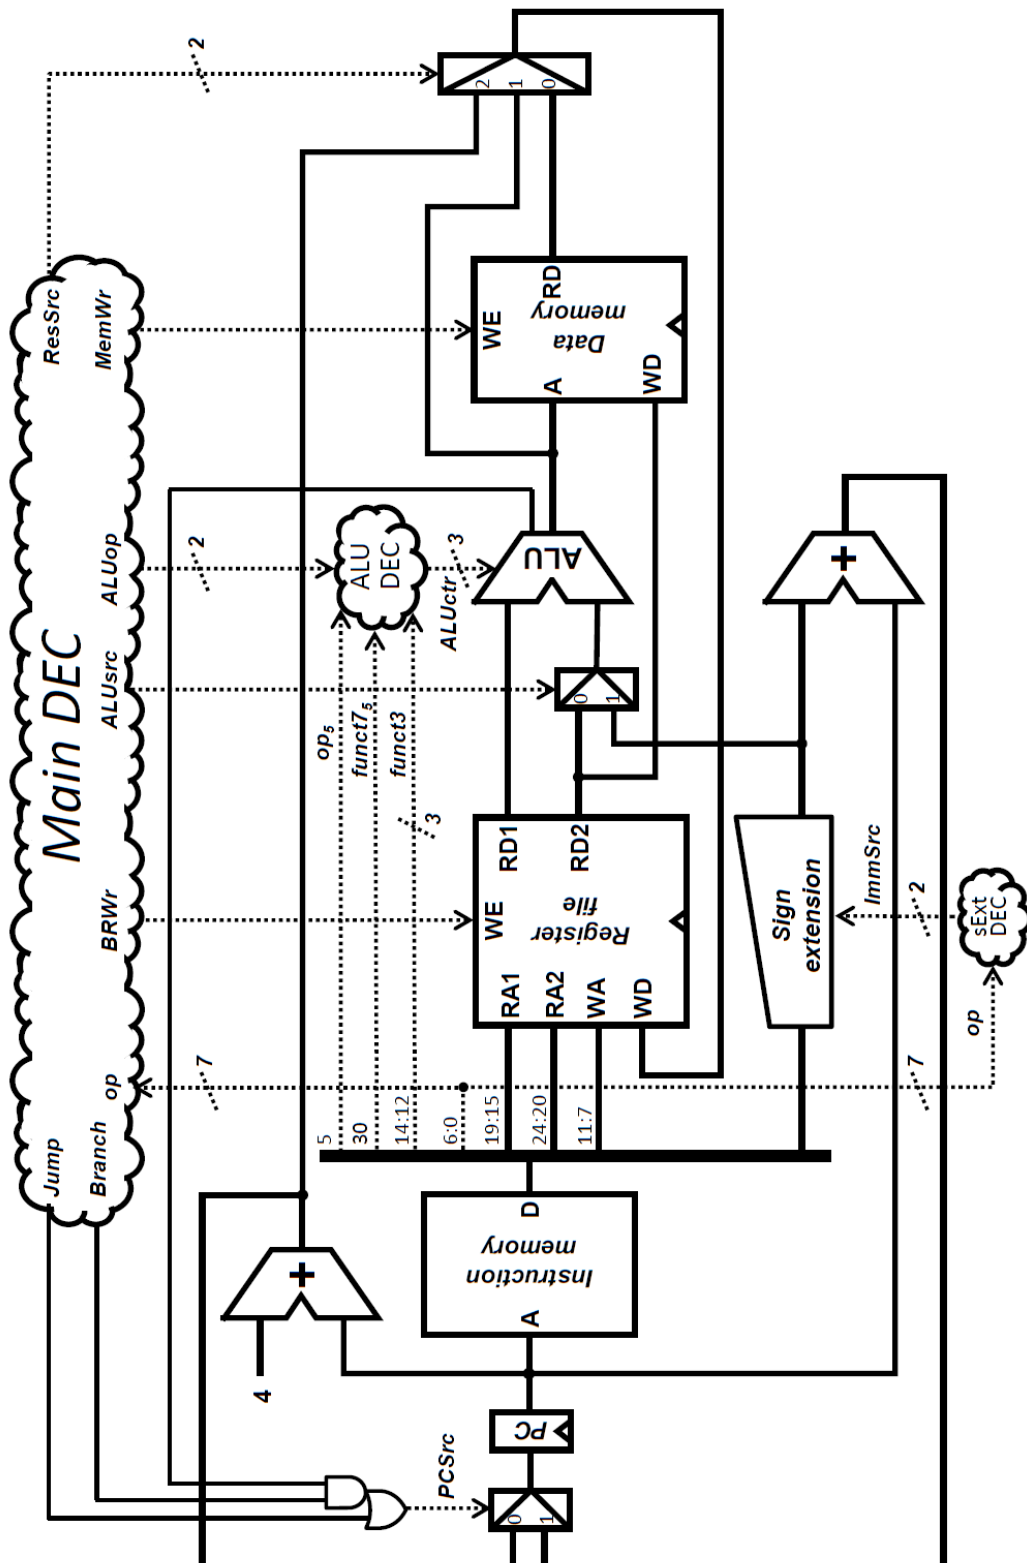 Main DEC
Jump
Branch
op
BRWr
ALUsrc
ALUop
ResSrc
MemWr
7
2
2
PCSrc
4
+
PC
0
1
A
Instruction
memory
D
5
30
14:12
6:0
19:15
24:20
11:7
op5
funct75
funct3
3
ALU
DEC
ALUctr
3
RA1
RA2
WA
WD
WE
Register
file
RD1
RD2
0
1
ALU
A
WE
Data
memory
RD
WD
2
1
0
Sign
extension
ImmSrc
2
+
7
op
sExt
DEC